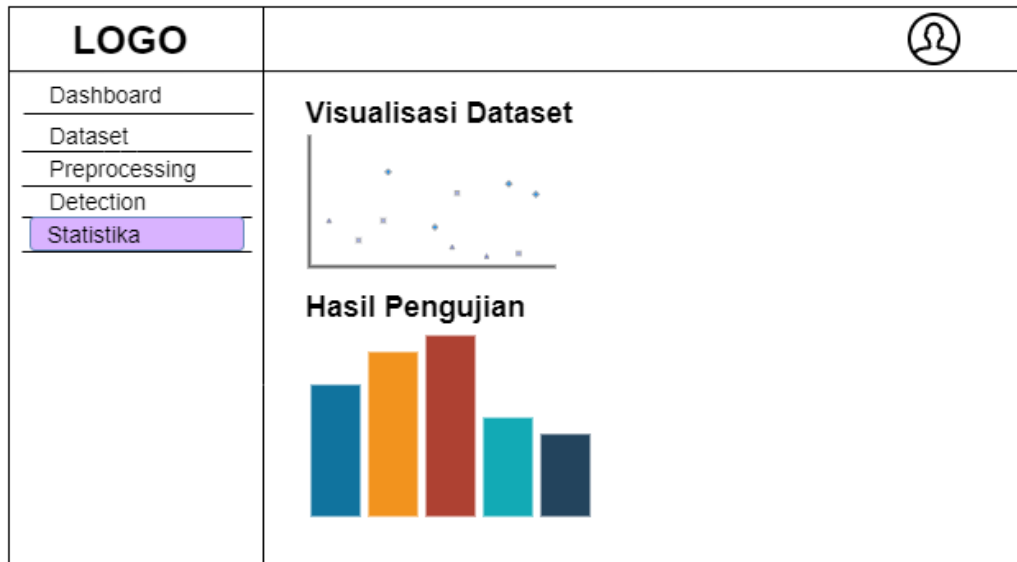 LOGO
Dashboard
Dataset
Preprocessing
Detection
Statistika
Visualisasi Dataset
Hasil Pengujian